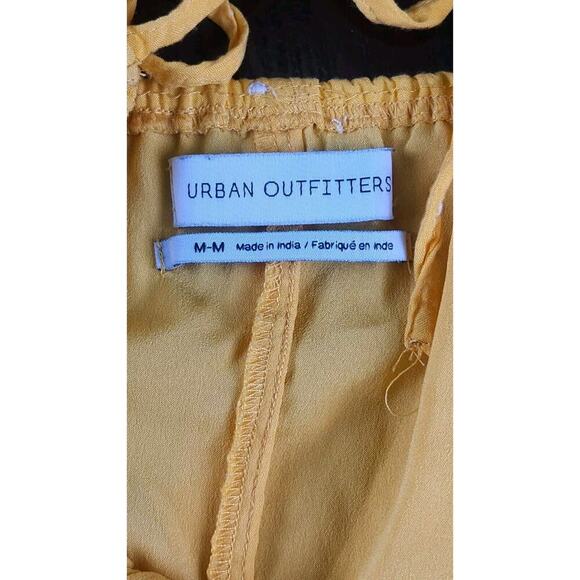 URBAN OUTFITTERS
M-M Made in India / Fabriqué en Inde